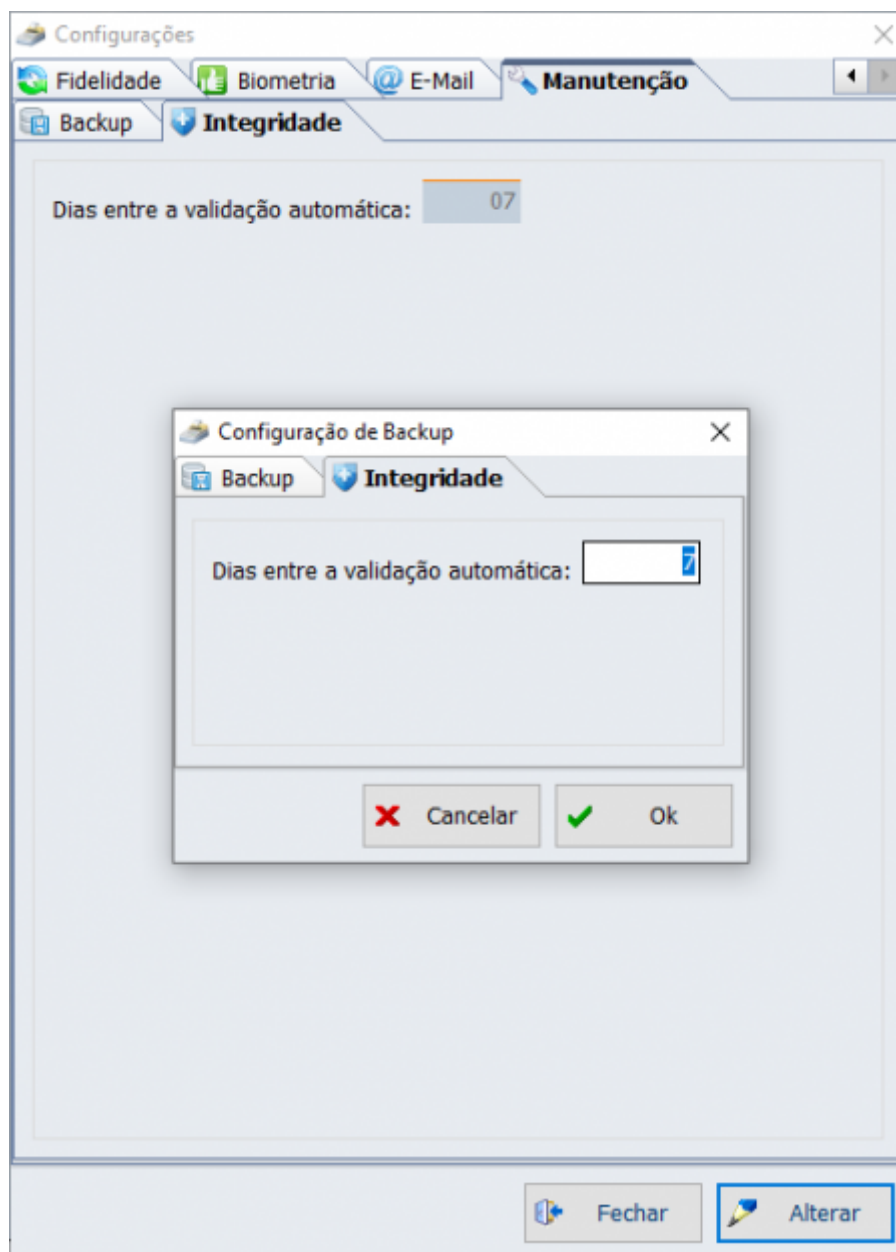 Configurações
Fidelidade Biometria E-Mail Manutenção
Backup Integridade
Dias entre a validação automática: 07
Configuração de Backup
Backup Integridade
Dias entre a validação automática: 7
Cancelar Ok
Fechar Alterar